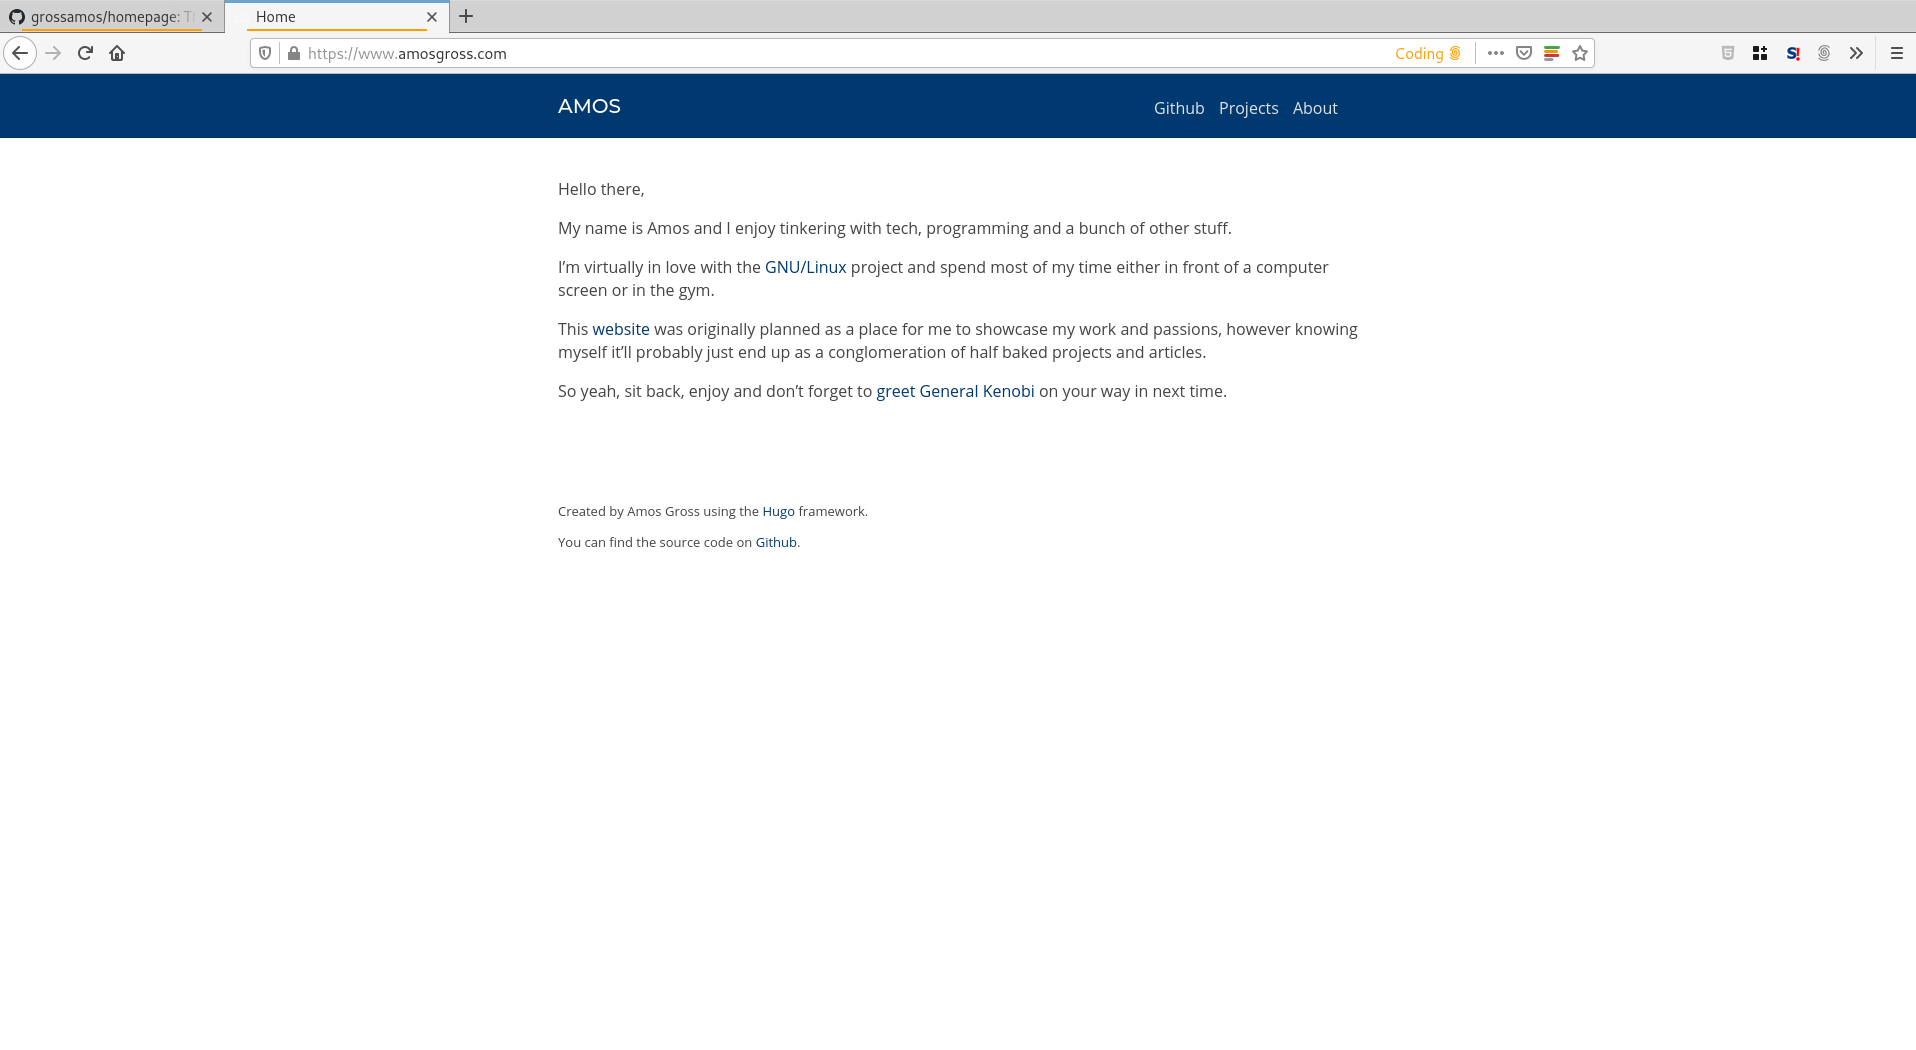 grossamos/homepage:
Home
https://www.amosgross.com
Coding
S!
AMOS
Github Projects About
Hello there,
My name is Amos and I enjoy tinkering with tech, programming and a bunch of other stuff.
I’m virtually in love with the GNU/Linux project and spend most of my time either in front of a computer
screen or in the gym.
This website was originally planned as a place for me to showcase my work and passions, however knowing
myself it’ll probably just end up as a conglomeration of half baked projects and articles.
So yeah, sit back, enjoy and don’t forget to greet General Kenobi on your way in next time.
Created by Amos Gross using the Hugo framework.
You can find the source code on Github.